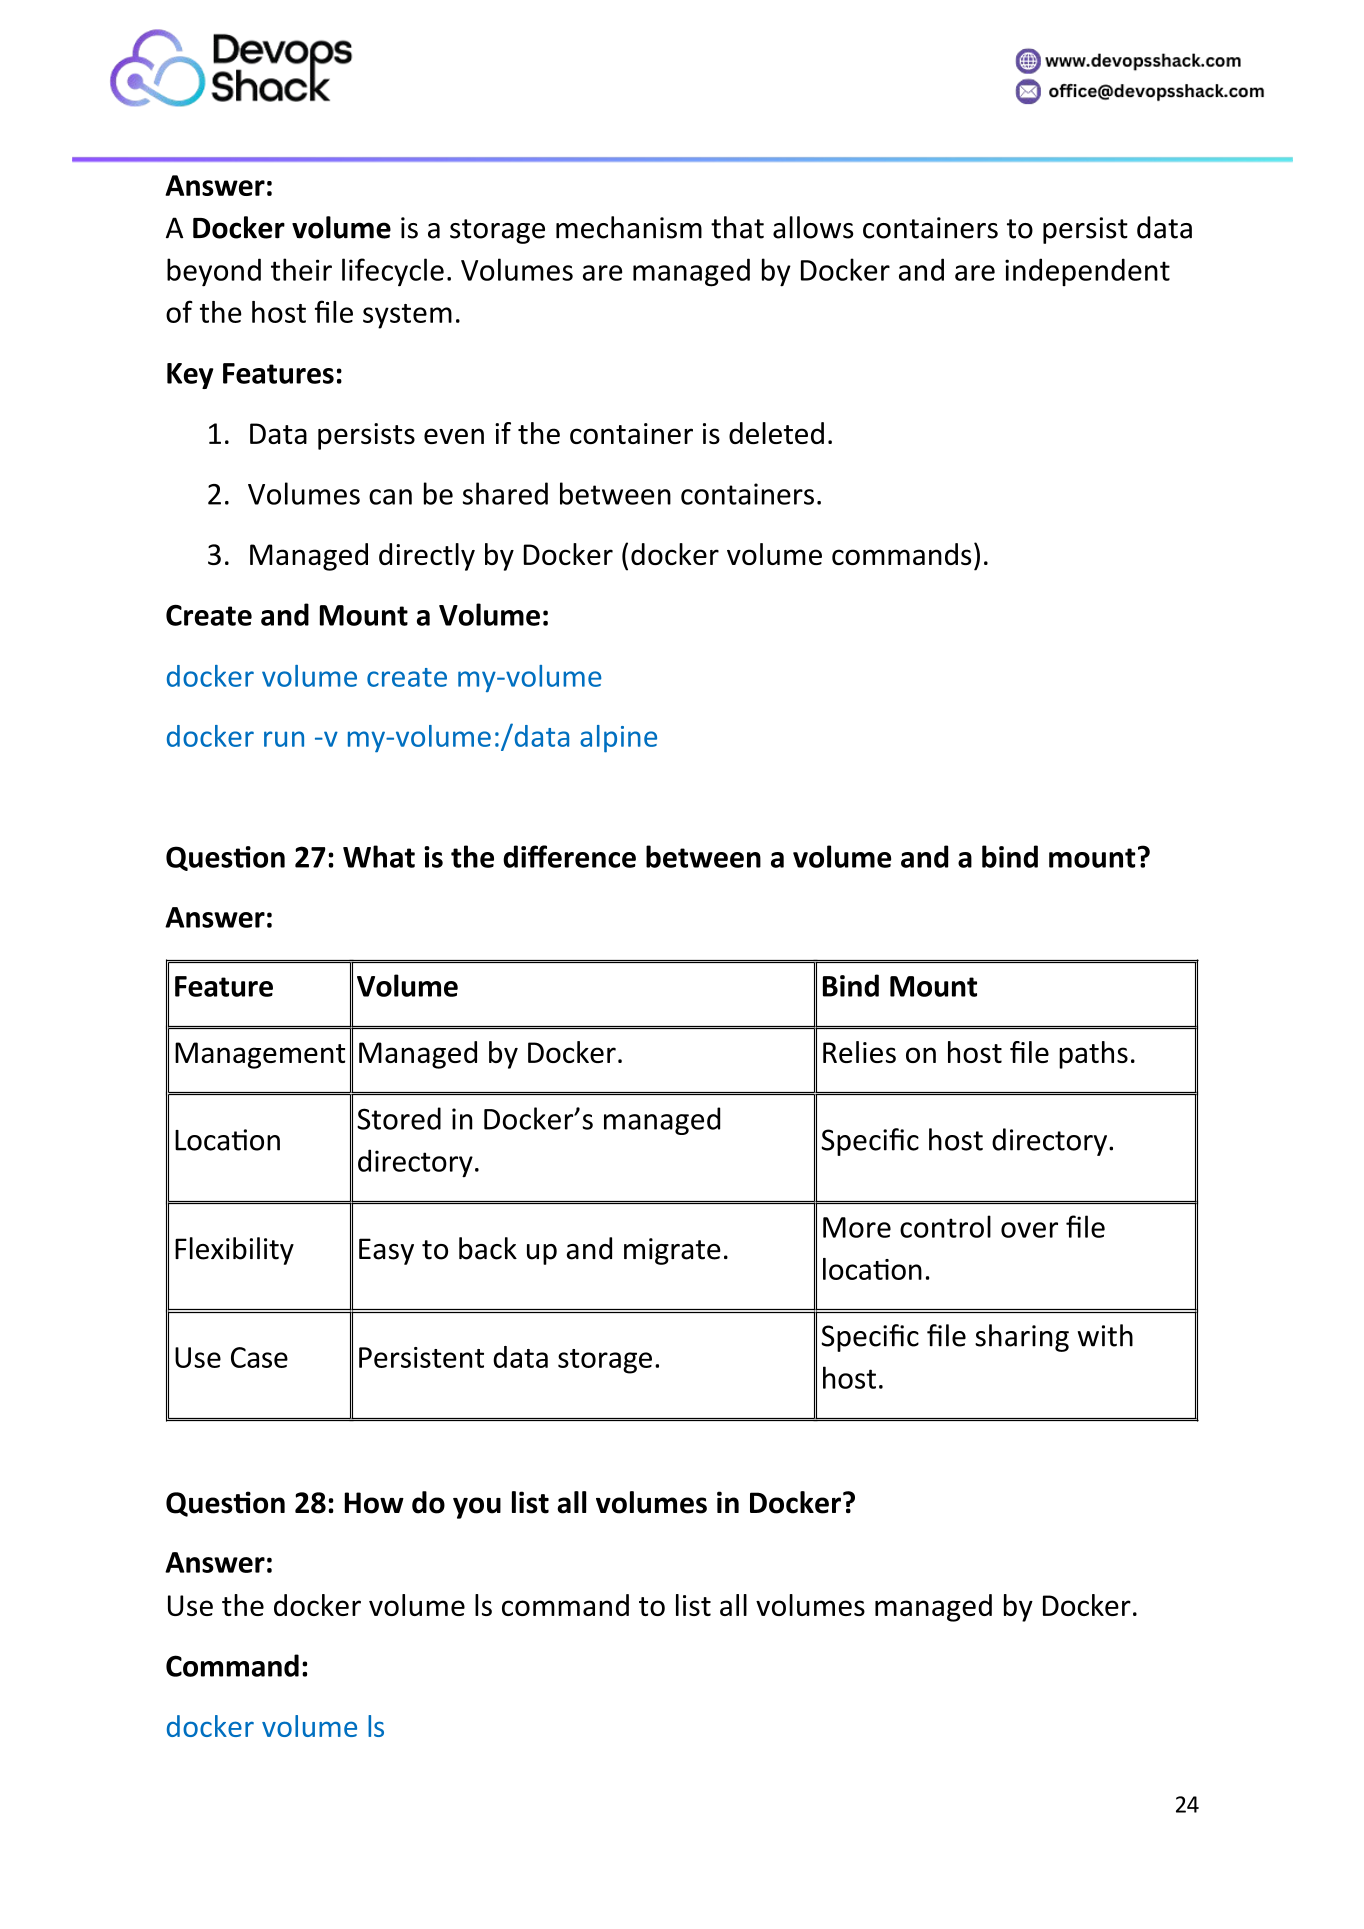 Devops
Shack
www.devopsshack.com
office@devopsshack.com
Answer:
A Docker volume is a storage mechanism that allows containers to persist data
beyond their lifecycle. Volumes are managed by Docker and are independent
of the host file system.
Key Features:
1. Data persists even if the container is deleted.
2. Volumes can be shared between containers.
3. Managed directly by Docker (docker volume commands).
Create and Mount a Volume:
docker volume create my-volume
docker run -v my-volume:/data alpine
Question 27: What is the difference between a volume and a bind mount?
Answer:
Feature Volume Bind Mount
Management Managed by Docker. Relies on host file paths.
Location Stored in Docker’s managed
directory. Specific host directory.
Flexibility Easy to back up and migrate. More control over file
location.
Use Case Persistent data storage. Specific file sharing with
host.
Question 28: How do you list all volumes in Docker?
Answer:
Use the docker volume ls command to list all volumes managed by Docker.
Command:
docker volume ls
24